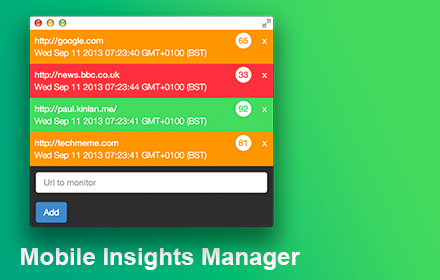 http://google.com 65 x
Wed Sep 11 2013 07:23:40 GMT+0100 (BST)
http://news.bbc.co.uk 33 x
Wed Sep 11 2013 07:23:44 GMT+0100 (BST)
http://paul.kinlan.me/ 92 x
Wed Sep 11 2013 07:23:41 GMT+0100 (BST)
http://techmeme.com 81 x
Wed Sep 11 2013 07:23:41 GMT+0100 (BST)
Url to monitor
Add
Mobile Insights Manager